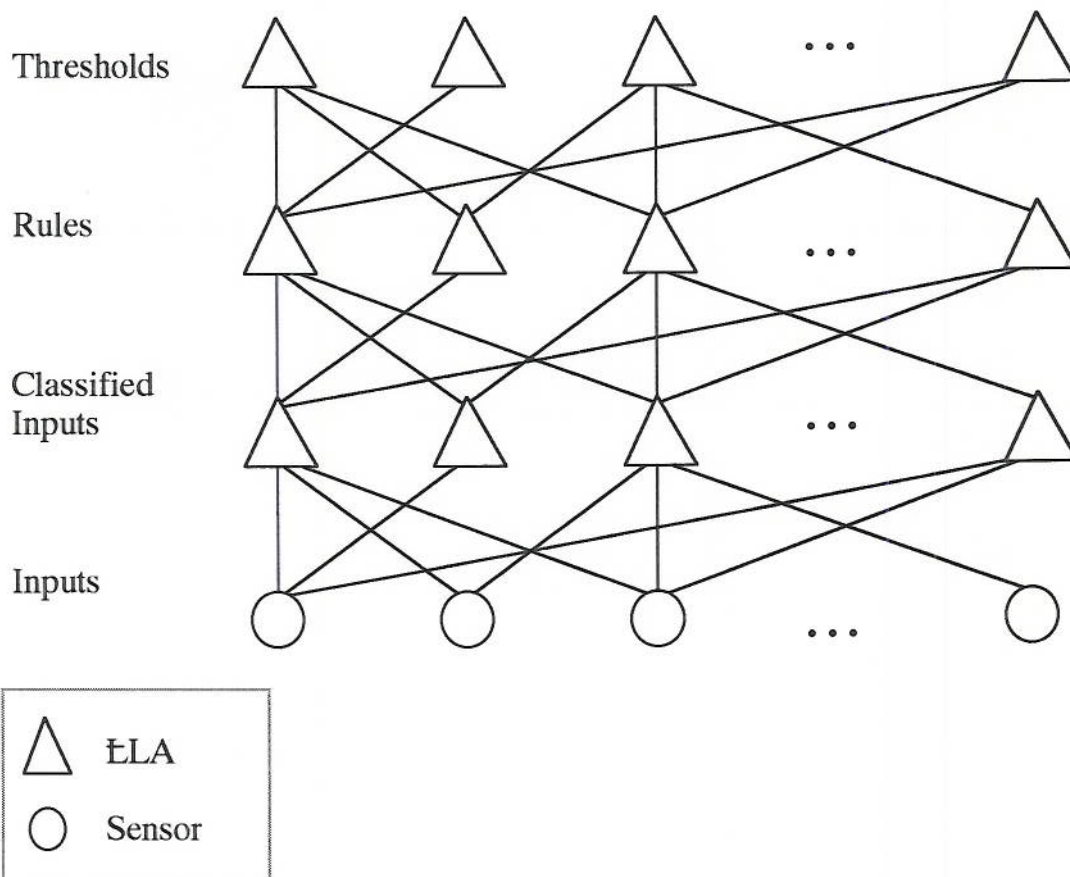 Thresholds
...
Rules
...
Classified
Inputs
...
Inputs
...
ŁLA
Sensor